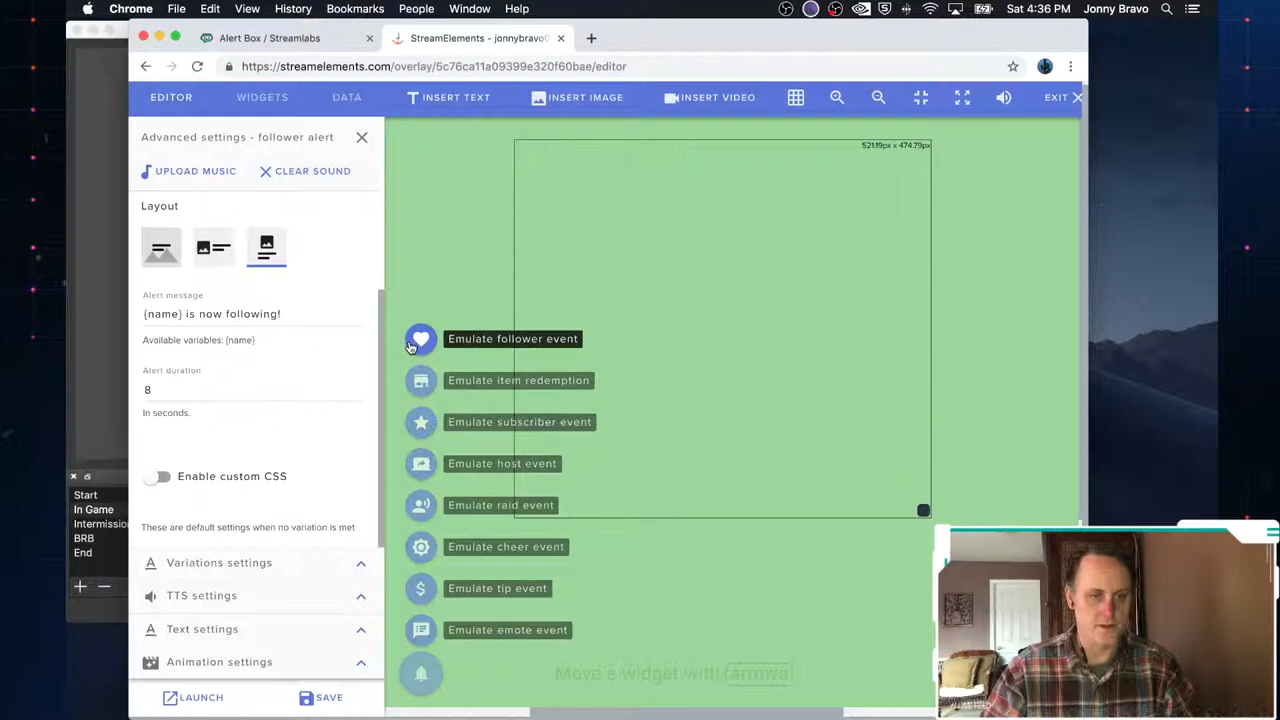 Chrome File Edit View History Bookmarks People Window Help
Sat 4:36 PM Jonny Bravo
Alert Box / Streamlabs
StreamElements - jonnybravo0
https://streamelements.com/overlay/5c76ca11a09399e320f60bae/editor
EDITOR WIDGETS DATA INSERT TEXT INSERT IMAGE INSERT VIDEO EXIT
Advanced settings - follower alert
UPLOAD MUSIC CLEAR SOUND
521.19px x 474.79px
Layout
Alert message
{name} is now following!
Available variables: {name}
Alert duration
8
In seconds.
Enable custom CSS
These are default settings when no variation is met
Variations settings
TTS settings
Text settings
Animation settings
LAUNCH SAVE
Emulate follower event
Emulate item redemption
Emulate subscriber event
Emulate host event
Emulate raid event
Emulate cheer event
Emulate tip event
Emulate emote event
Move a widget with
Start
In Game
Intermissio
BRB
End